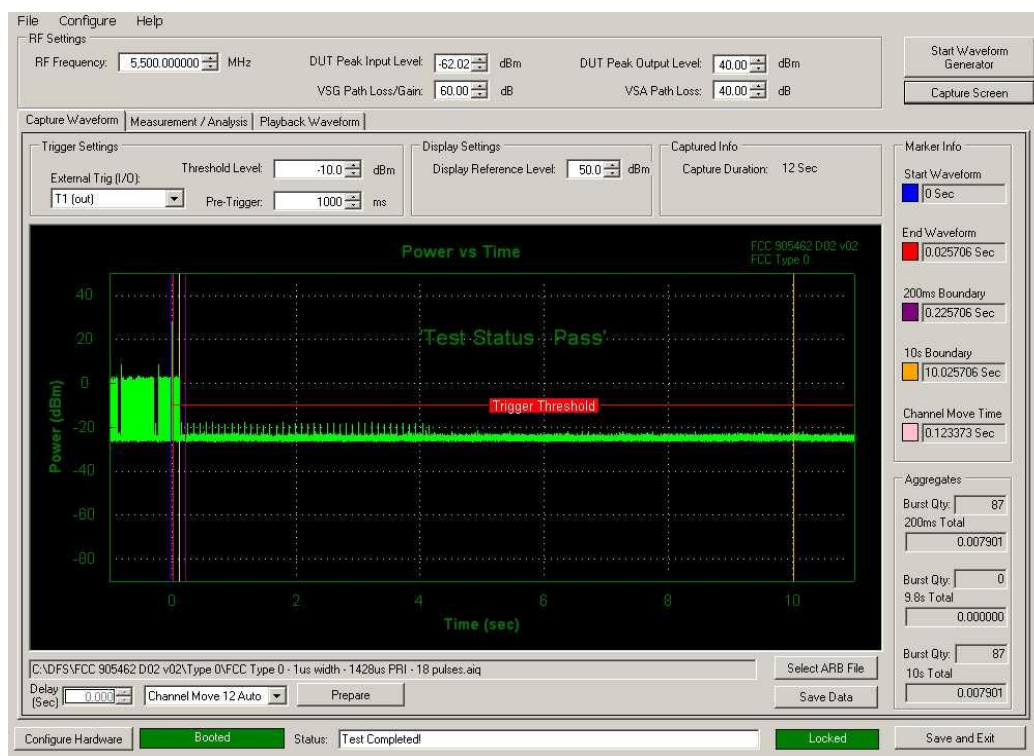 File Configure Help
RF Settings
RF Frequency: 5,500.000000 MHz
DUT Peak Input Level: -62.02 dBm
DUT Peak Output Level: 40.00 dBm
VSG Path Loss/Gain: 60.00 dB
VSA Path Loss: 40.00 dB
Start Waveform
Generator
Capture Screen
Capture Waveform Measurement / Analysis Playback Waveform
Trigger Settings
External Trig (I/O):
T1 (out)
Threshold Level: -10.0 dBm
Pre-Trigger: 1000 ms
Display Settings
Display Reference Level: 50.0 dBm
Captured Info
Capture Duration: 12 Sec
Power vs Time
FCC 905462 D02 v02
FCC Type 0
'Test Status : Pass'
Trigger Threshold
Power (dBm)
40
20
0
-20
-40
-60
-80
0 2 4 6 8 10
Time (sec)
Marker Info
Start Waveform
0 Sec
End Waveform
0.025706 Sec
200ms Boundary
0.225706 Sec
10s Boundary
10.025706 Sec
Channel Move Time
0.123373 Sec
Aggregates
Burst Qty: 87
200ms Total
0.007901
Burst Qty: 0
9.8s Total
0.000000
Burst Qty: 87
10s Total
0.007901
C:\DFS\FCC 905462 D02 v02\Type 0\FCC Type 0 - 1us width - 1428us PRI - 18 pulses.aiq
Select ARB File
Delay
(Sec) 0.000
Channel Move 12 Auto
Prepare
Save Data
Configure Hardware
Booted
Status: Test Completed!
Locked
Save and Exit